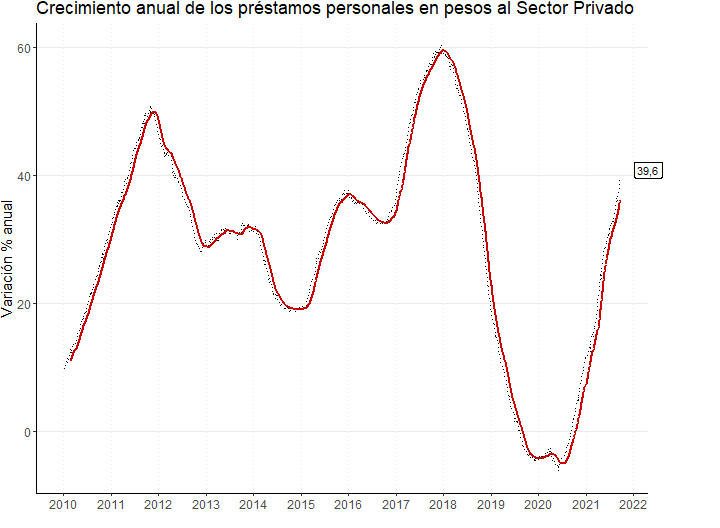 Crecimiento anual de los préstamos personales en pesos al Sector Privado
Variación % anual
60
40
20
0
39,6
2010 2011 2012 2013 2014 2015 2016 2017 2018 2019 2020 2021 2022